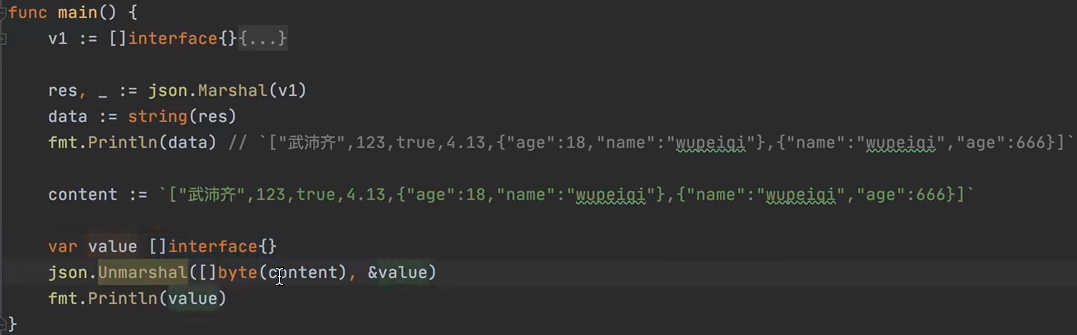 func main() {
    v1 := []interface{}{...}
    res, _ := json.Marshal(v1)
    data := string(res)
    fmt.Println(data) // `["武沛齐",123,true,4.13,{"age":18,"name":"wupeiqi"},{"name":"wupeiqi","age":666}]`
    content := `["武沛齐",123,true,4.13,{"age":18,"name":"wupeiqi"},{"name":"wupeiqi","age":666}]`
    var value []interface{}
    json.Unmarshal([]byte(content), &value)
    fmt.Println(value)
}